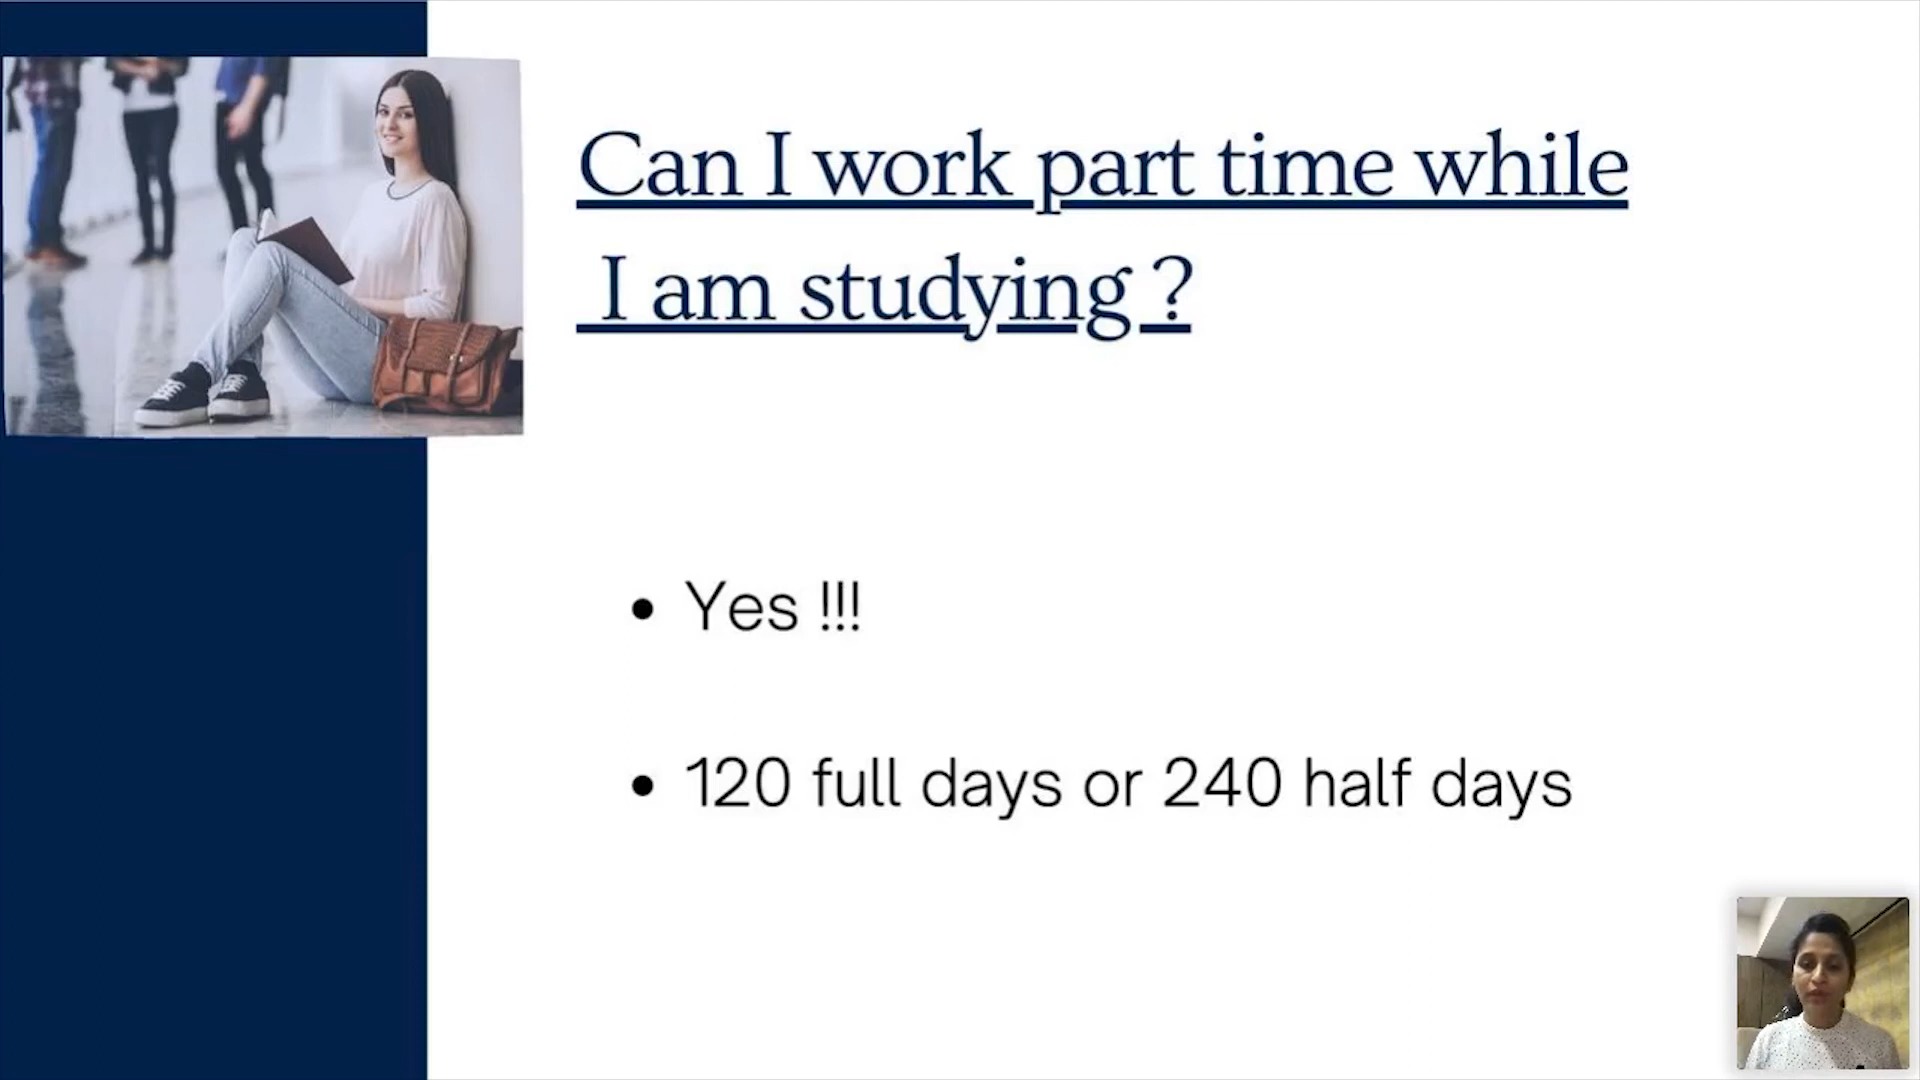 Can I work part time while
I am studying ?
• Yes !!!
• 120 full days or 240 half days